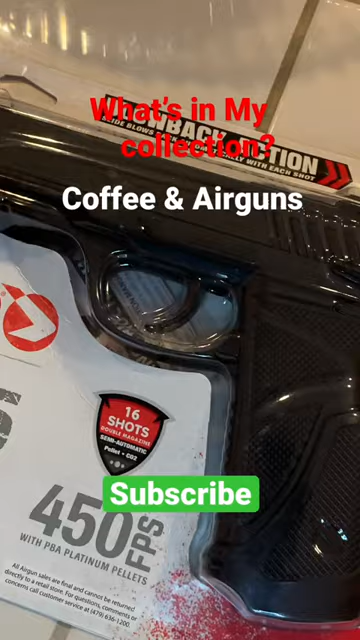 What's in My
collection?
BLOWBACK ACTION
SLIDE BLOWS BACK AUTOMATICALLY WITH EACH SHOT
Coffee & Airguns
16
SHOTS
DOUBLE MAGAZINE
SEMI-AUTOMATIC
Pellet • CO2
Subscribe
450 FPS
WITH PBA PLATINUM PELLETS
All Airgun sales are final and cannot be returned
directly to a retail store. For questions, comments or
concerns call customer service at (479) 636-1200.